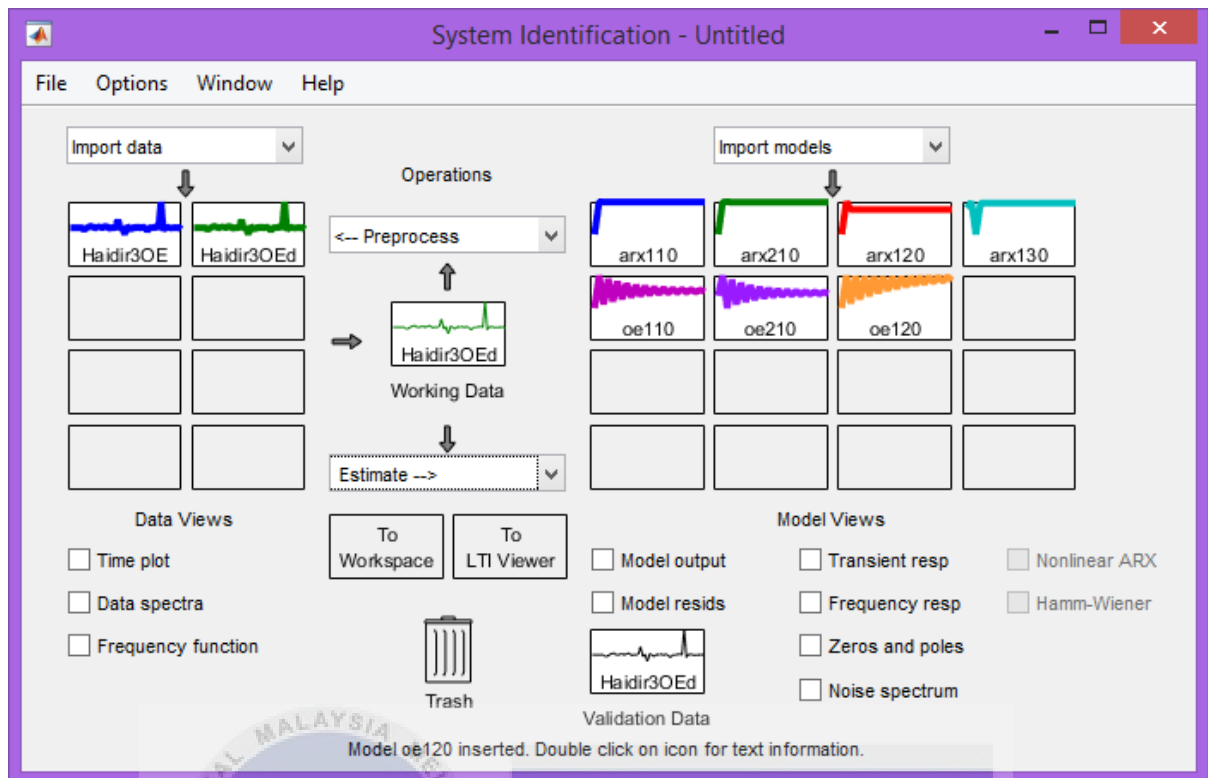 System Identification - Untitled
File Options Window Help
Import data
Import models
Operations
Haidir3OE Haidir3OEd
<-- Preprocess
arx110 arx210 arx120 arx130
Haidir3OEd
Working Data
oe110 oe210 oe120
Estimate -->
Data Views
Model Views
To
Workspace
To
LTI Viewer
Time plot
Data spectra
Frequency function
Model output
Transient resp
Nonlinear ARX
Model resids
Frequency resp
Hamm-Wiener
Zeros and poles
Noise spectrum
Trash
Haidir3OEd
Validation Data
MALAYSIA
Model oe120 inserted. Double click on icon for text information.